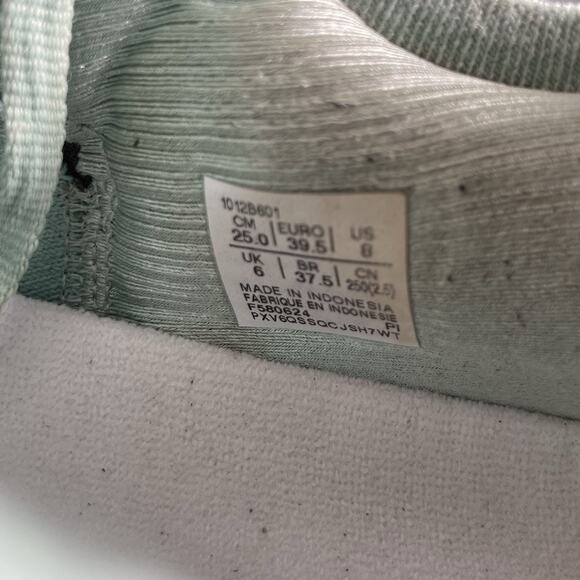 1012B601
CM 25.0 | EURO 39.5 | US 8
UK 6 | BR 37.5 | CN 250(2.5)
MADE IN INDONESIA
FABRIQUE EN INDONESIE
F580624 PI
PXV6QSSQCJSH7WT